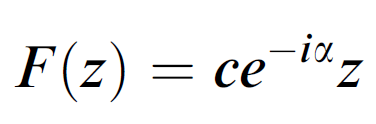 F(z) = ce^{-iα}z